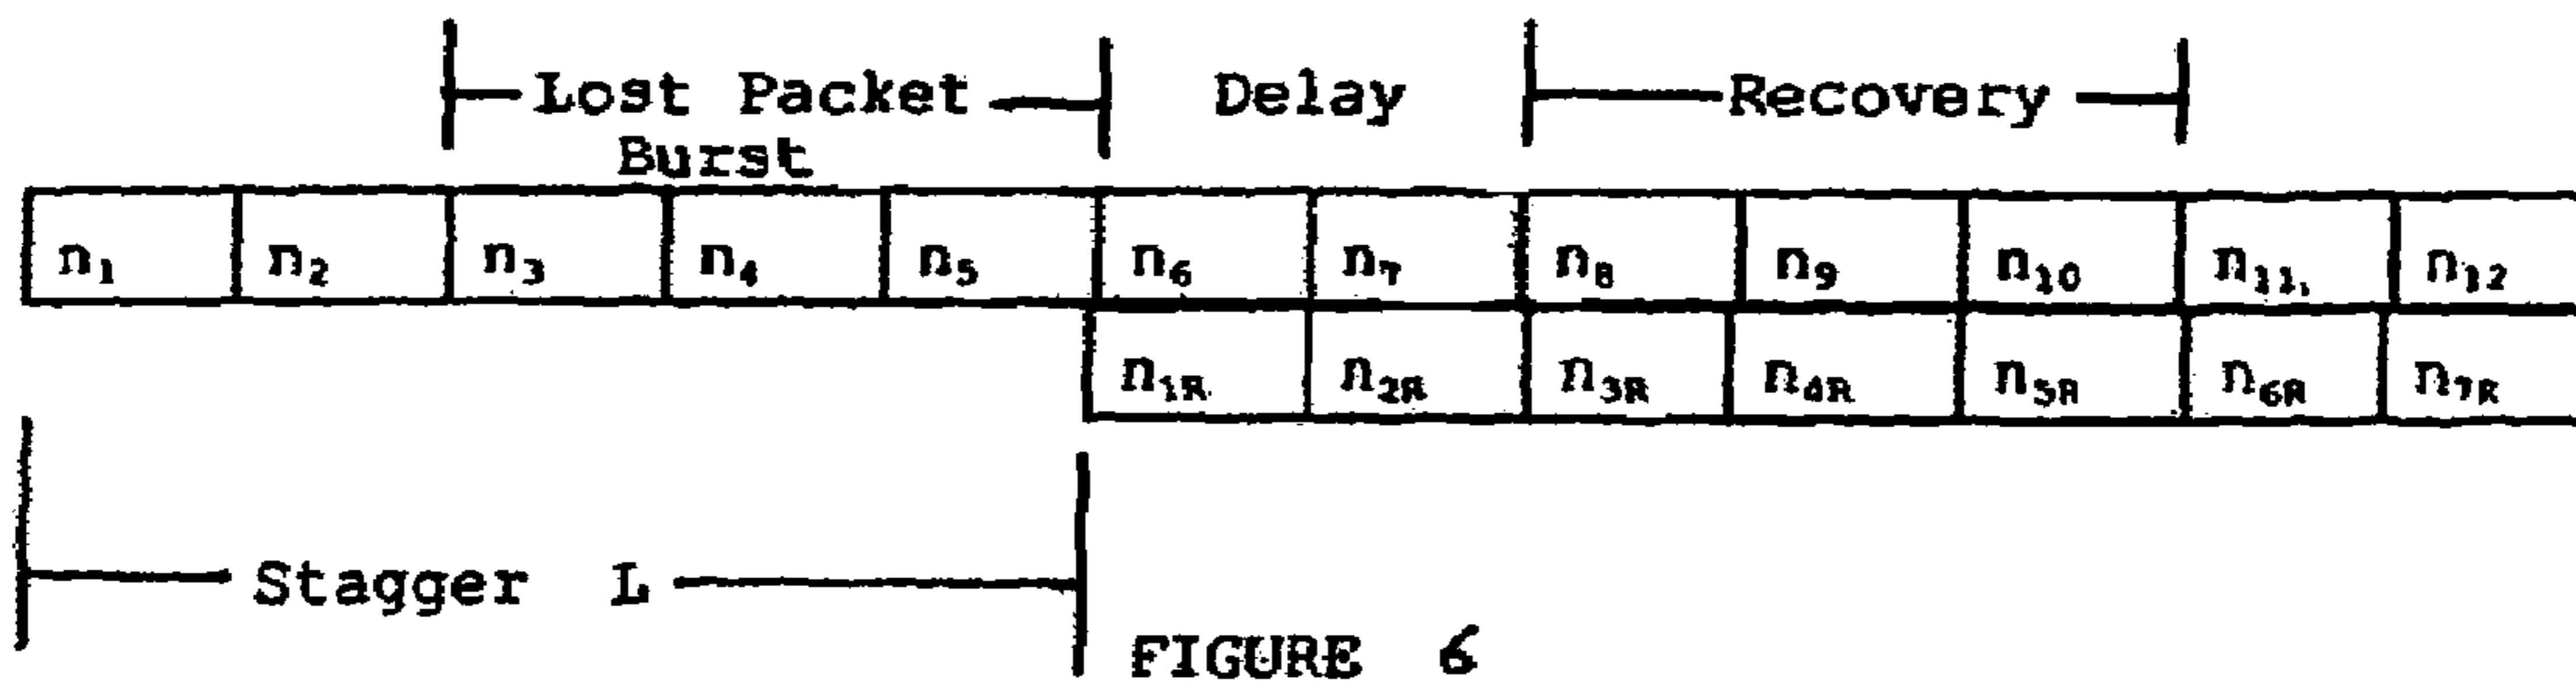 Lost Packet Burst Delay Recovery
n₁ n₂ n₃ n₄ n₅ n₆ n₇ n₈ n₉ n₁₀ n₁₁. n₁₂
n₁R n₂R n₃R n₄R n₅R n₆R n₇R
Stagger L
FIGURE 6